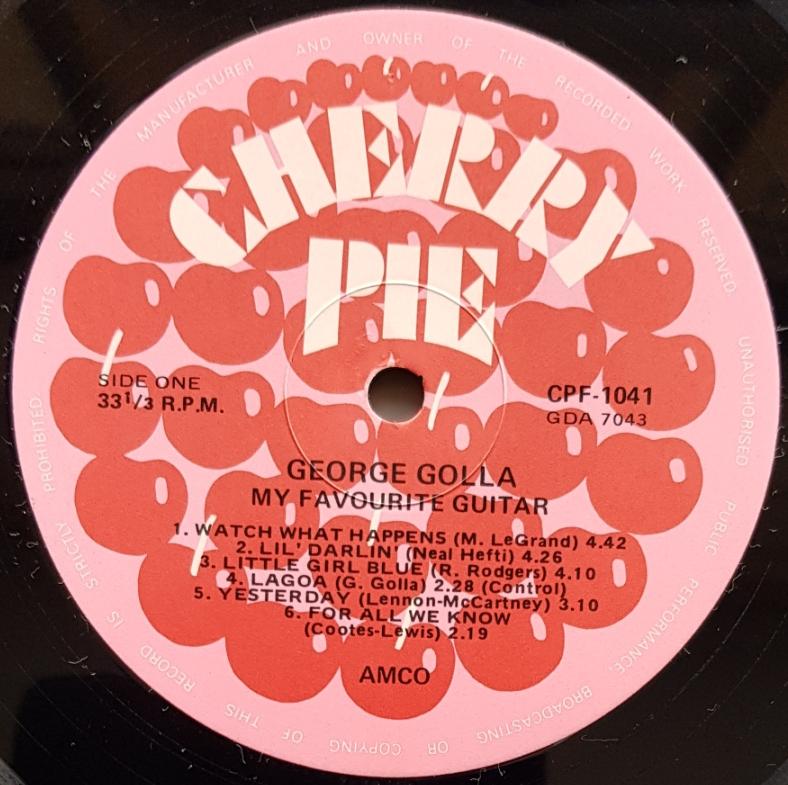 THE MANUFACTURER AND OWNER OF THE RECORDED WORK RESERVED. UNAUTHORISED PUBLIC PERFORMANCE, BROADCASTING OR COPYING OF THIS RECORD IS STRICTLY PROHIBITED. RIGHTS OF
CHERRY
PIE
SIDE ONE
33 1/3 R.P.M.
CPF-1041
GDA 7043
GEORGE GOLLA
MY FAVOURITE GUITAR
1. WATCH WHAT HAPPENS (M. LeGrand) 4.42
2. LIL' DARLIN' (Neal Hefti) 4.26
3. LITTLE GIRL BLUE (R. Rodgers) 4.10
4. LAGOA (G. Golla) 2.28 (Control)
5. YESTERDAY (Lennon-McCartney) 3.10
6. FOR ALL WE KNOW
(Cootes-Lewis) 2.19
AMCO